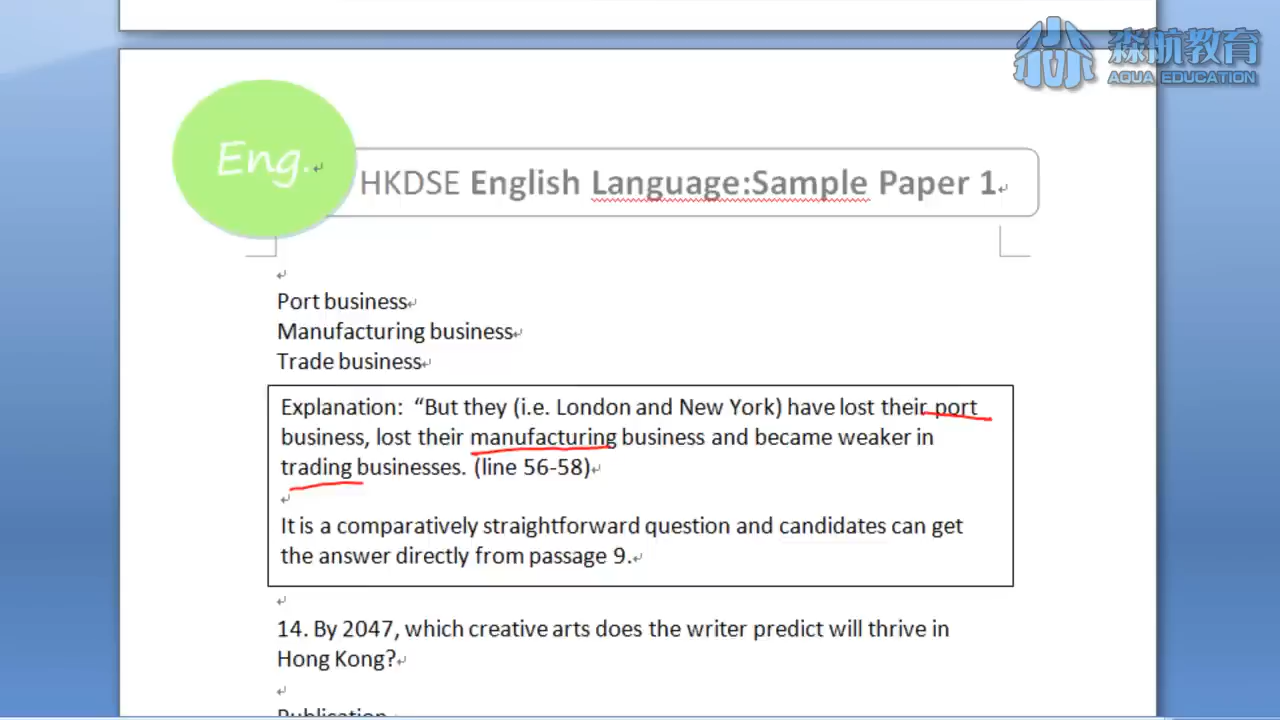 淼航教育
AQUA EDUCATION
Eng.
HKDSE English Language:Sample Paper 1
Port business
Manufacturing business
Trade business
Explanation: “But they (i.e. London and New York) have lost their port
business, lost their manufacturing business and became weaker in
trading businesses. (line 56-58)
It is a comparatively straightforward question and candidates can get
the answer directly from passage 9.
14. By 2047, which creative arts does the writer predict will thrive in
Hong Kong?
Publication